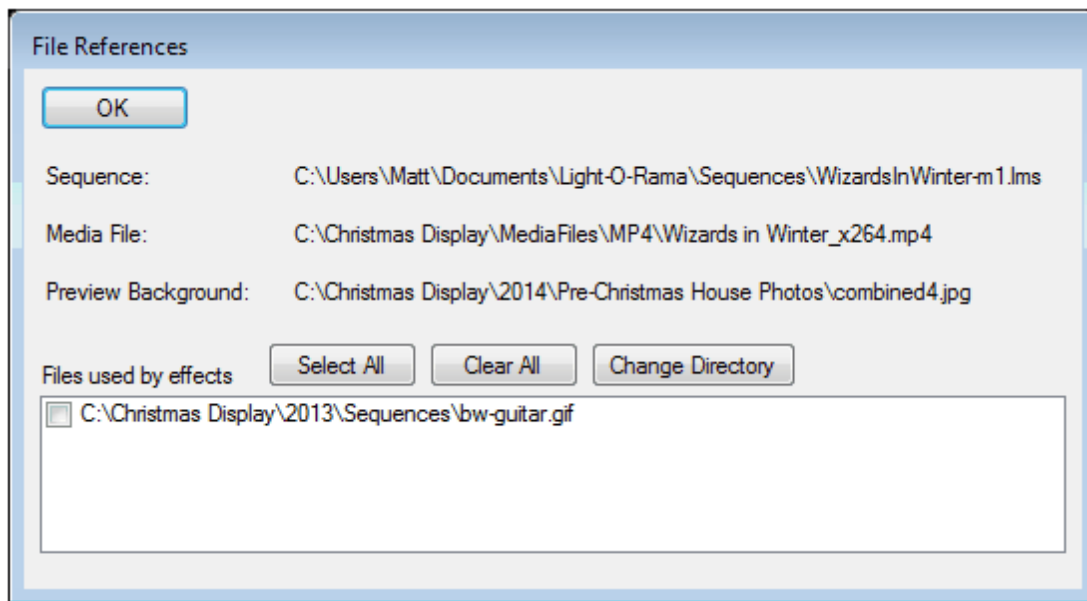 File References
OK
Sequence: C:\Users\Matt\Documents\Light-O-Rama\Sequences\WizardsInWinter-m1.lms
Media File: C:\Christmas Display\MediaFiles\MP4\Wizards in Winter_x264.mp4
Preview Background: C:\Christmas Display\2014\Pre-Christmas House Photos\combined4.jpg
Files used by effects Select All Clear All Change Directory
C:\Christmas Display\2013\Sequences\bw-guitar.gif